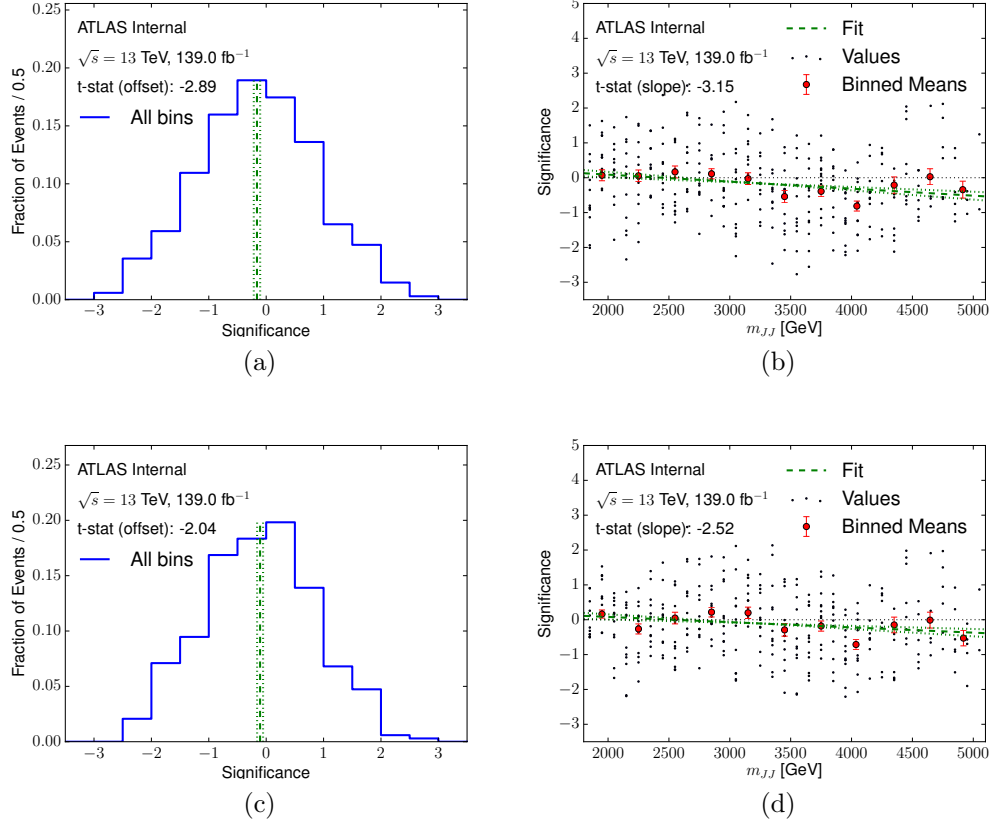 ATLAS Internal
√s = 13 TeV, 139.0 fb⁻¹
t-stat (offset): -2.89
All bins
Fraction of Events / 0.5
0.25
0.20
0.15
0.10
0.05
0.00
−3 −2 −1 0 1 2 3
Significance
(a)
ATLAS Internal
√s = 13 TeV, 139.0 fb⁻¹
t-stat (slope): -3.15
Fit
Values
Binned Means
Significance
5
4
3
2
1
0
−1
−2
−3
2000 2500 3000 3500 4000 4500 5000
m_JJ [GeV]
(b)
ATLAS Internal
√s = 13 TeV, 139.0 fb⁻¹
t-stat (offset): -2.04
All bins
Fraction of Events / 0.5
0.25
0.20
0.15
0.10
0.05
0.00
−3 −2 −1 0 1 2 3
Significance
(c)
ATLAS Internal
√s = 13 TeV, 139.0 fb⁻¹
t-stat (slope): -2.52
Fit
Values
Binned Means
Significance
5
4
3
2
1
0
−1
−2
−3
2000 2500 3000 3500 4000 4500 5000
m_JJ [GeV]
(d)